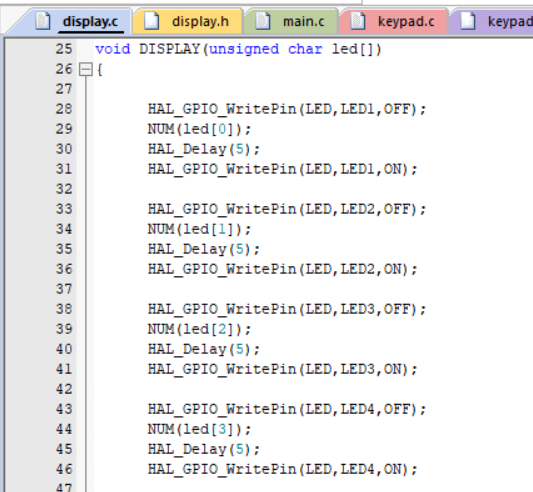 display.c display.h main.c keypad.c keypad
25 void DISPLAY(unsigned char led[])
26 {
27
28 HAL_GPIO_WritePin(LED,LED1,OFF);
29 NUM(led[0]);
30 HAL_Delay(5);
31 HAL_GPIO_WritePin(LED,LED1,ON);
32
33 HAL_GPIO_WritePin(LED,LED2,OFF);
34 NUM(led[1]);
35 HAL_Delay(5);
36 HAL_GPIO_WritePin(LED,LED2,ON);
37
38 HAL_GPIO_WritePin(LED,LED3,OFF);
39 NUM(led[2]);
40 HAL_Delay(5);
41 HAL_GPIO_WritePin(LED,LED3,ON);
42
43 HAL_GPIO_WritePin(LED,LED4,OFF);
44 NUM(led[3]);
45 HAL_Delay(5);
46 HAL_GPIO_WritePin(LED,LED4,ON);
47